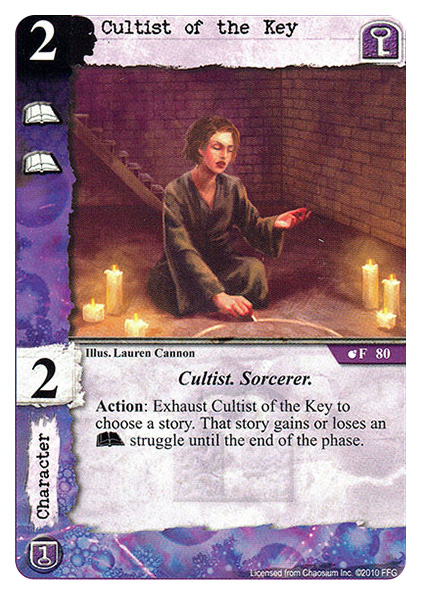 2
Cultist of the Key
Illus. Lauren Cannon
F 80
2
Cultist. Sorcerer.
Action: Exhaust Cultist of the Key to
choose a story. That story gains or loses an
struggle until the end of the phase.
Character
1
Licensed from Chaosium Inc. ©2010 FFG